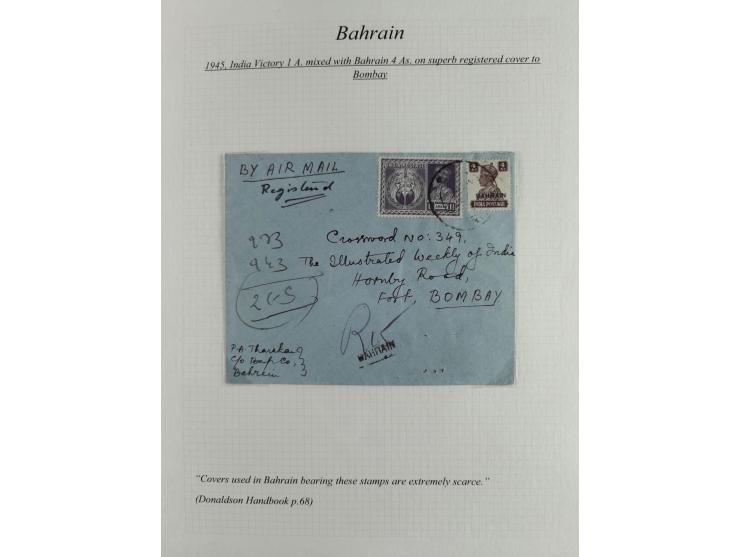 Bahrain
1945, India Victory 1 A. mixed with Bahrain 4 As. on superb registered cover to
Bombay
BY AIR MAIL
Registered
BAHRAIN
INDIA POSTAGE
Crossword No: 349,
The Illustrated Weekly of India
Hornby Road,
Fort, BOMBAY
BAHRAIN
P.A. Tharakan
Bahrein
"Covers used in Bahrain bearing these stamps are extremely scarce."
(Donaldson Handbook p.68)